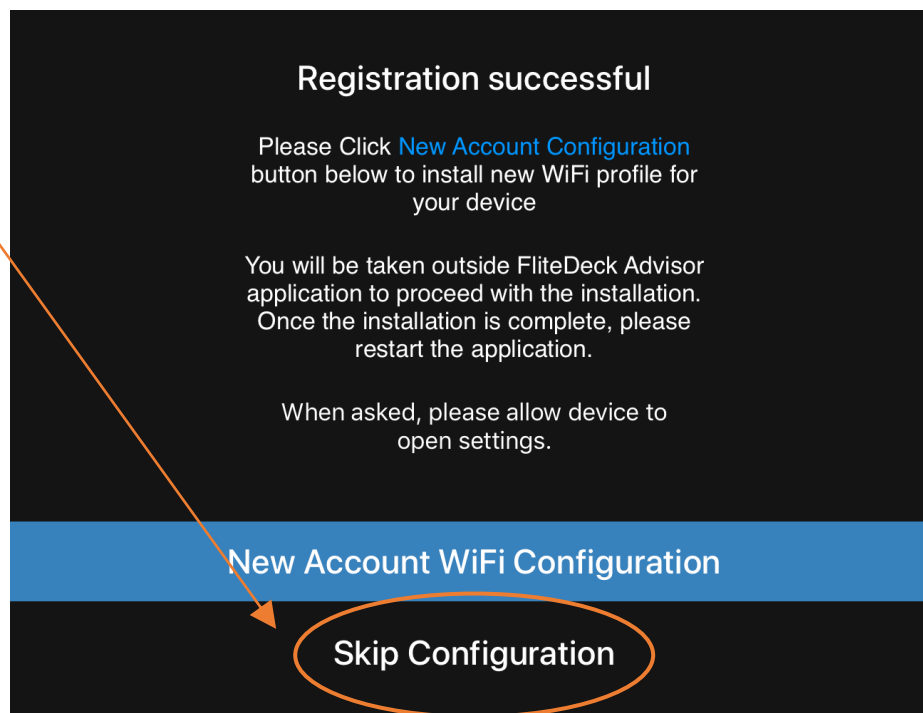 Registration successful
Please Click New Account Configuration
button below to install new WiFi profile for
your device
You will be taken outside FliteDeck Advisor
application to proceed with the installation.
Once the installation is complete, please
restart the application.
When asked, please allow device to
open settings.
New Account WiFi Configuration
Skip Configuration